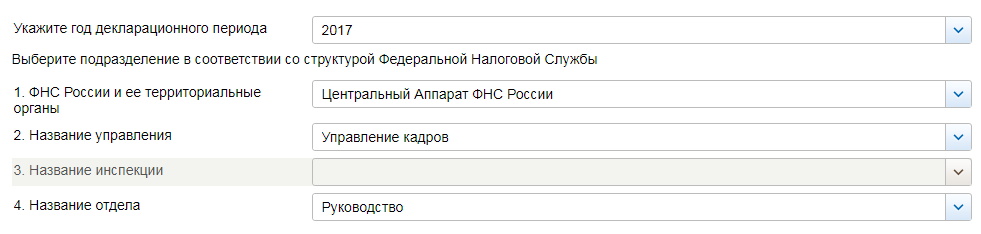 Укажите год декларационного периода
2017
Выберите подразделение в соответствии со структурой Федеральной Налоговой Службы
1. ФНС России и ее территориальные
органы
Центральный Аппарат ФНС России
2. Название управления
Управление кадров
3. Название инспекции
4. Название отдела
Руководство